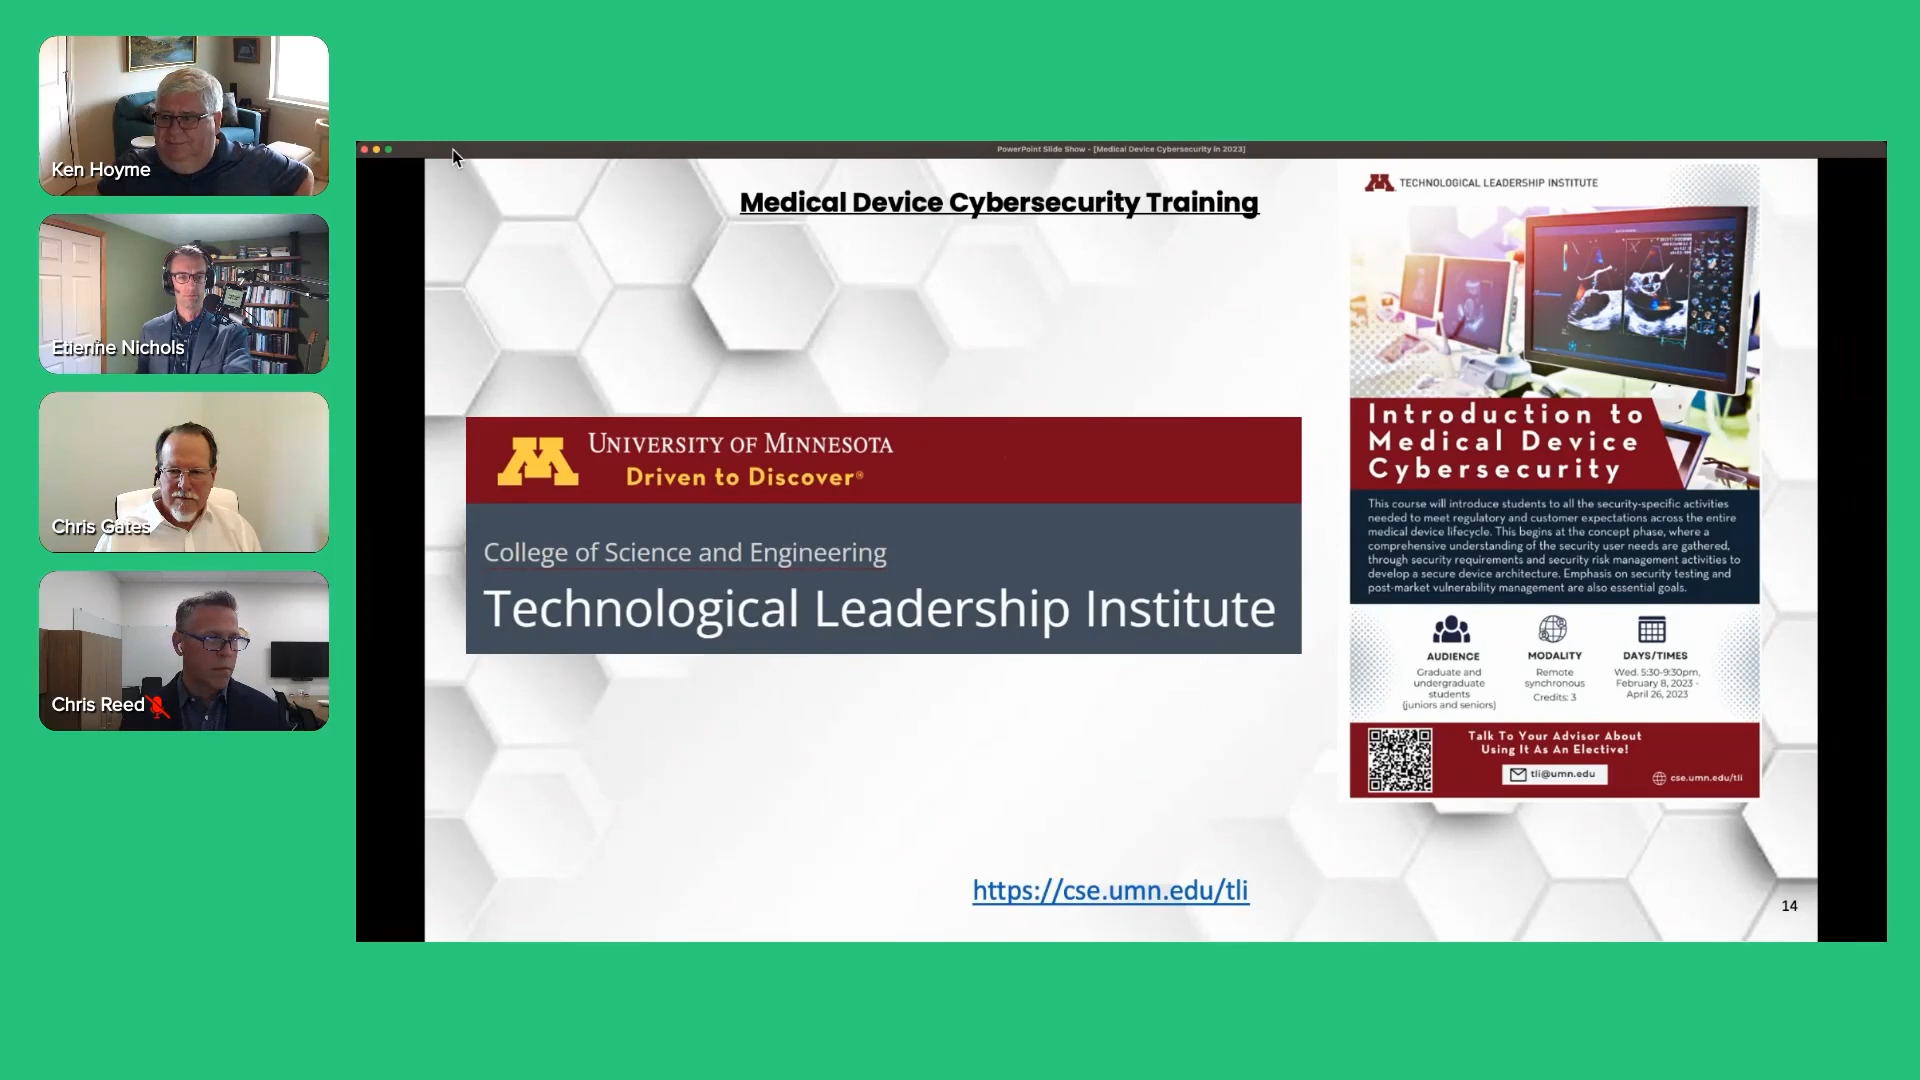 Ken Hoyme
Etienne Nichols
Chris Gates
Chris Reed
PowerPoint Slide Show - [Medical Device Cybersecurity in 2023]
Medical Device Cybersecurity Training
UNIVERSITY OF MINNESOTA
Driven to Discover®
College of Science and Engineering
Technological Leadership Institute
https://cse.umn.edu/tli
14
TECHNOLOGICAL LEADERSHIP INSTITUTE
Introduction to
Medical Device
Cybersecurity
This course will introduce students to all the security-specific activities
needed to meet regulatory and customer expectations across the entire
medical device lifecycle. This begins at the concept phase, where a
comprehensive understanding of the security user needs are gathered,
through security requirements and security risk management activities to
develop a secure device architecture. Emphasis on security testing and
post-market vulnerability management are also essential goals.
AUDIENCE
Graduate and
undergraduate
students
(juniors and seniors)
MODALITY
Remote
synchronous
Credits: 3
DAYS/TIMES
Wed. 5:30-9:30pm,
February 8, 2023 -
April 26, 2023
Talk To Your Advisor About
Using It As An Elective!
tli@umn.edu
cse.umn.edu/tli